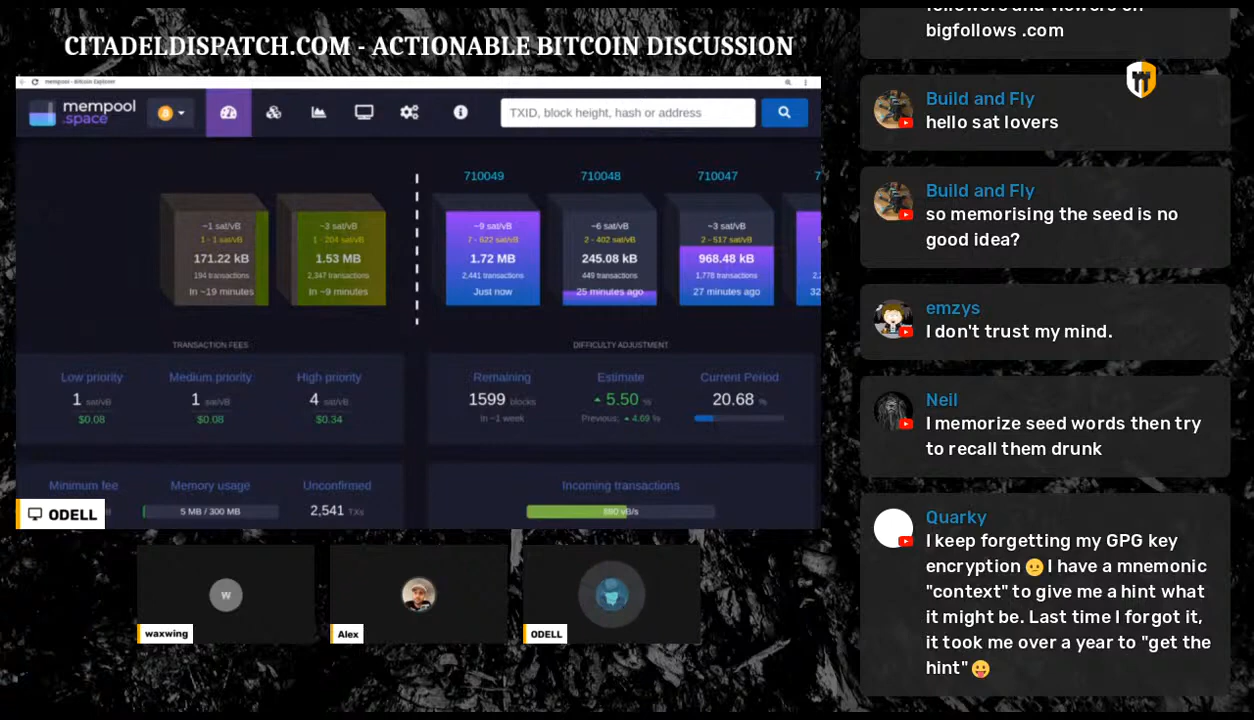 CITADELDISPATCH.COM - ACTIONABLE BITCOIN DISCUSSION
mempool - Bitcoin Explorer
mempool
.space
TXID, block height, hash or address
710049
710048
710047
~1 sat/vB
1 - 1 sat/vB
171.22 kB
194 transactions
In ~19 minutes
~3 sat/vB
1 - 204 sat/vB
1.53 MB
2,347 transactions
In ~9 minutes
~9 sat/vB
7 - 622 sat/vB
1.72 MB
2,441 transactions
Just now
~6 sat/vB
2 - 402 sat/vB
245.08 kB
449 transactions
25 minutes ago
~3 sat/vB
2 - 517 sat/vB
968.48 kB
1,778 transactions
27 minutes ago
TRANSACTION FEES
Low priority
Medium priority
High priority
1 sat/vB
1 sat/vB
4 sat/vB
$0.08
$0.08
$0.34
DIFFICULTY ADJUSTMENT
Remaining
Estimate
Current Period
1599 blocks
5.50 %
20.68 %
In ~1 week
Previous: 4.69 %
Minimum fee
Memory usage
Unconfirmed
5 MB / 300 MB
2,541 TXs
Incoming transactions
vB/s
ODELL
W
waxwing
Alex
ODELL
followers and viewers on
bigfollows .com
Build and Fly
hello sat lovers
Build and Fly
so memorising the seed is no
good idea?
emzys
I don't trust my mind.
Neil
I memorize seed words then try
to recall them drunk
Quarky
I keep forgetting my GPG key
encryption 😕 I have a mnemonic
"context" to give me a hint what
it might be. Last time I forgot it,
it took me over a year to "get the
hint" 😛